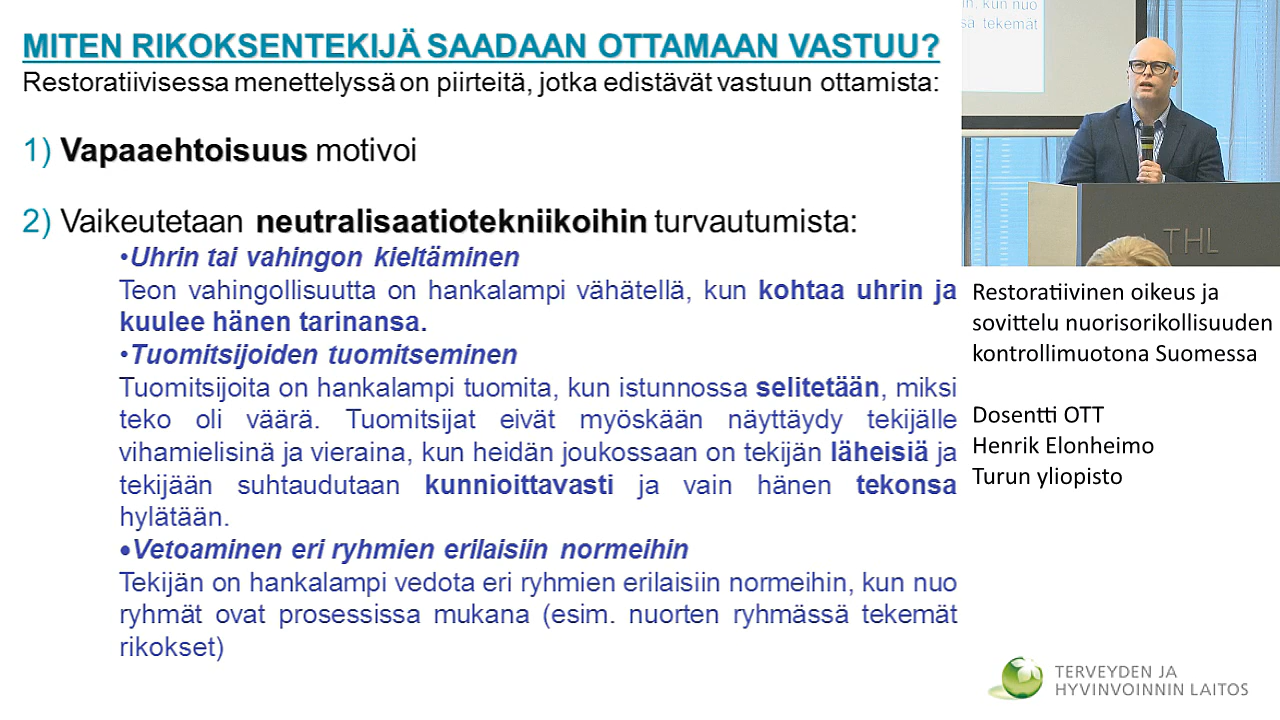 MITEN RIKOKSENTEKIJÄ SAADAAN OTTAMAAN VASTUU?
Restoratiivisessa menettelyssä on piirteitä, jotka edistävät vastuun ottamista:
1) Vapaaehtoisuus motivoi
2) Vaikeutetaan neutralisaatiotekniikoihin turvautumista:
•Uhrin tai vahingon kieltäminen
Teon vahingollisuutta on hankalampi vähätellä, kun kohtaa uhrin ja
kuulee hänen tarinansa.
•Tuomitsijoiden tuomitseminen
Tuomitsijoita on hankalampi tuomita, kun istunnossa selitetään, miksi
teko oli väärä. Tuomitsijat eivät myöskään näyttäydy tekijälle
vihamielisinä ja vieraina, kun heidän joukossaan on tekijän läheisiä ja
tekijään suhtaudutaan kunnioittavasti ja vain hänen tekonsa
hylätään.
•Vetoaminen eri ryhmien erilaisiin normeihin
Tekijän on hankalampi vedota eri ryhmien erilaisiin normeihin, kun nuo
ryhmät ovat prosessissa mukana (esim. nuorten ryhmässä tekemät
rikokset)
kun nuo
tekemät
THL
Restoratiivinen oikeus ja
sovittelu nuorisorikollisuuden
kontrollimuotona Suomessa
Dosentti OTT
Henrik Elonheimo
Turun yliopisto
TERVEYDEN JA
HYVINVOINNIN LAITOS